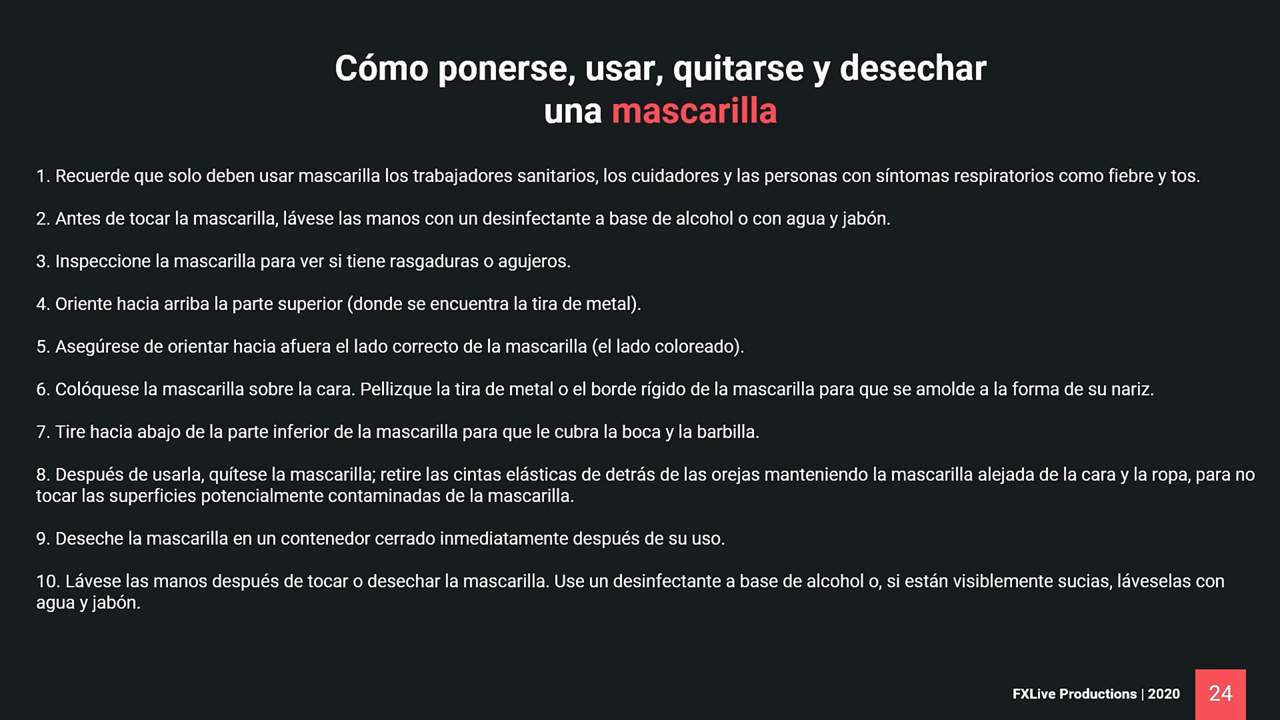 Cómo ponerse, usar, quitarse y desechar
una mascarilla
1. Recuerde que solo deben usar mascarilla los trabajadores sanitarios, los cuidadores y las personas con síntomas respiratorios como fiebre y tos.
2. Antes de tocar la mascarilla, lávese las manos con un desinfectante a base de alcohol o con agua y jabón.
3. Inspeccione la mascarilla para ver si tiene rasgaduras o agujeros.
4. Oriente hacia arriba la parte superior (donde se encuentra la tira de metal).
5. Asegúrese de orientar hacia afuera el lado correcto de la mascarilla (el lado coloreado).
6. Colóquese la mascarilla sobre la cara. Pellizque la tira de metal o el borde rígido de la mascarilla para que se amolde a la forma de su nariz.
7. Tire hacia abajo de la parte inferior de la mascarilla para que le cubra la boca y la barbilla.
8. Después de usarla, quítese la mascarilla; retire las cintas elásticas de detrás de las orejas manteniendo la mascarilla alejada de la cara y la ropa, para no
tocar las superficies potencialmente contaminadas de la mascarilla.
9. Deseche la mascarilla en un contenedor cerrado inmediatamente después de su uso.
10. Lávese las manos después de tocar o desechar la mascarilla. Use un desinfectante a base de alcohol o, si están visiblemente sucias, láveselas con
agua y jabón.
FXLive Productions | 2020
24